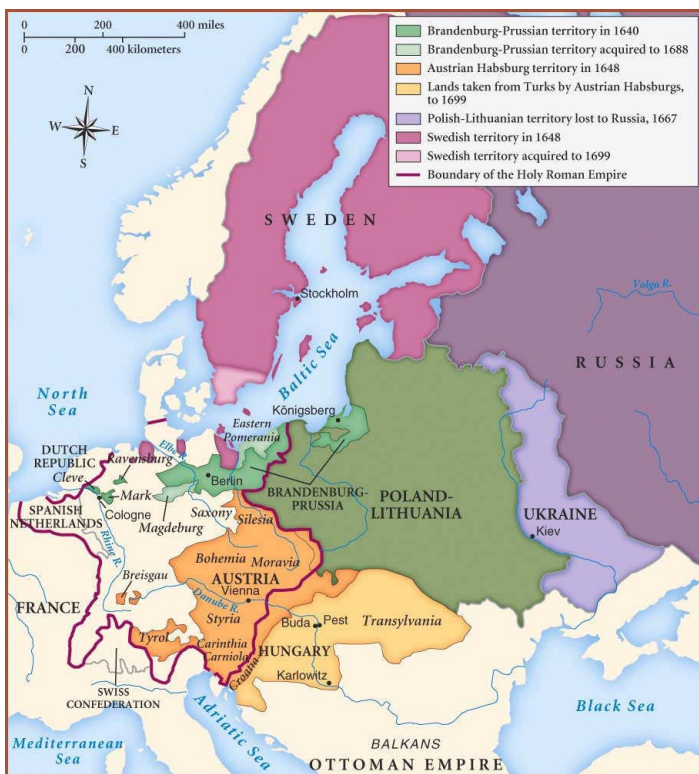 0 200 400 miles
0 200 400 kilometers
N
W E
S
Brandenburg-Prussian territory in 1640
Brandenburg-Prussian territory acquired to 1688
Austrian Habsburg territory in 1648
Lands taken from Turks by Austrian Habsburgs,
to 1699
Polish-Lithuanian territory lost to Russia, 1667
Swedish territory in 1648
Swedish territory acquired to 1699
Boundary of the Holy Roman Empire
SWEDEN
Stockholm
Volga R.
RUSSIA
North
Sea
Baltic Sea
Königsberg
Eastern
Pomerania
DUTCH
REPUBLIC
Ravensburg
Elbe R.
Cleve
Berlin
Mark
BRANDENBURG-
PRUSSIA
POLAND-
LITHUANIA
SPANISH
NETHERLANDS
Cologne
Magdeburg
Saxony
Silesia
UKRAINE
Kiev
Rhine R.
Bohemia
Moravia
Breisgau
AUSTRIA
Vienna
FRANCE
Danube R.
Styria
Buda
Pest
Transylvania
Tyrol
Carinthia
Carniola
HUNGARY
Croatia
Karlowitz
SWISS
CONFEDERATION
Adriatic Sea
Black Sea
Mediterranean
Sea
BALKANS
OTTOMAN EMPIRE